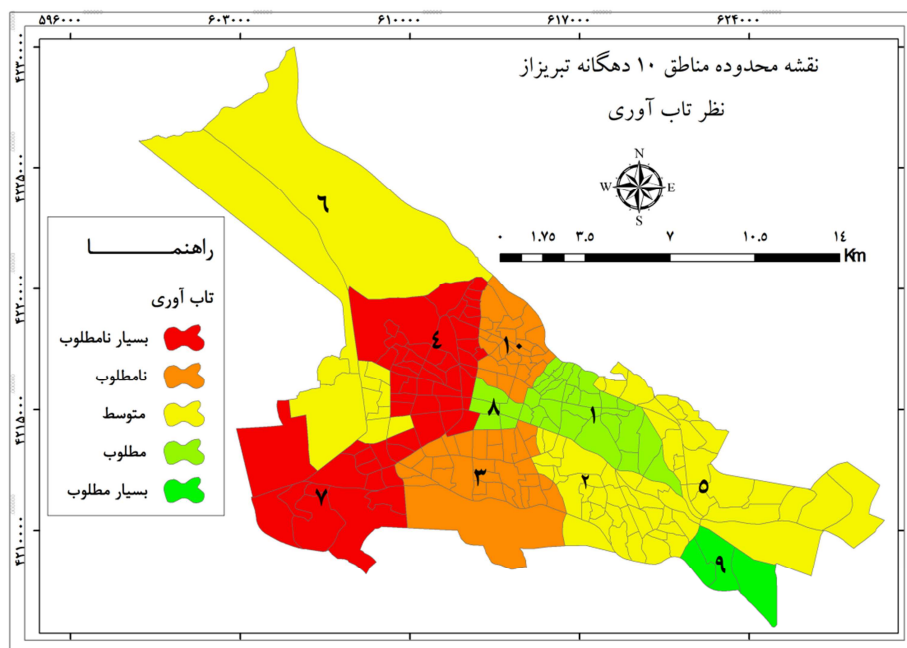 ۵۹۶۰۰۰ ۶۰۳۰۰۰ ۶۱۰۰۰۰ ۶۱۷۰۰۰ ۶۲۴۰۰۰
نقشه محدوده مناطق ۱۰ دهگانه تبریزاز
نظر تاب آوری
N
W E
S
۰ ۱.۷۵ ۳.۵ ۷ ۱۰.۵ ۱۴
Km
راهنمـــــــــا
تاب آوری
بسیار نامطلوب
نامطلوب
متوسط
مطلوب
بسیار مطلوب
۶
۴
۱۰
۸
۱
۳
۲
۵
۷
۹
۴۲۳۰۰۰۰
۴۲۲۵۰۰۰
۴۲۲۰۰۰۰
۴۲۱۵۰۰۰
۴۲۱۰۰۰۰